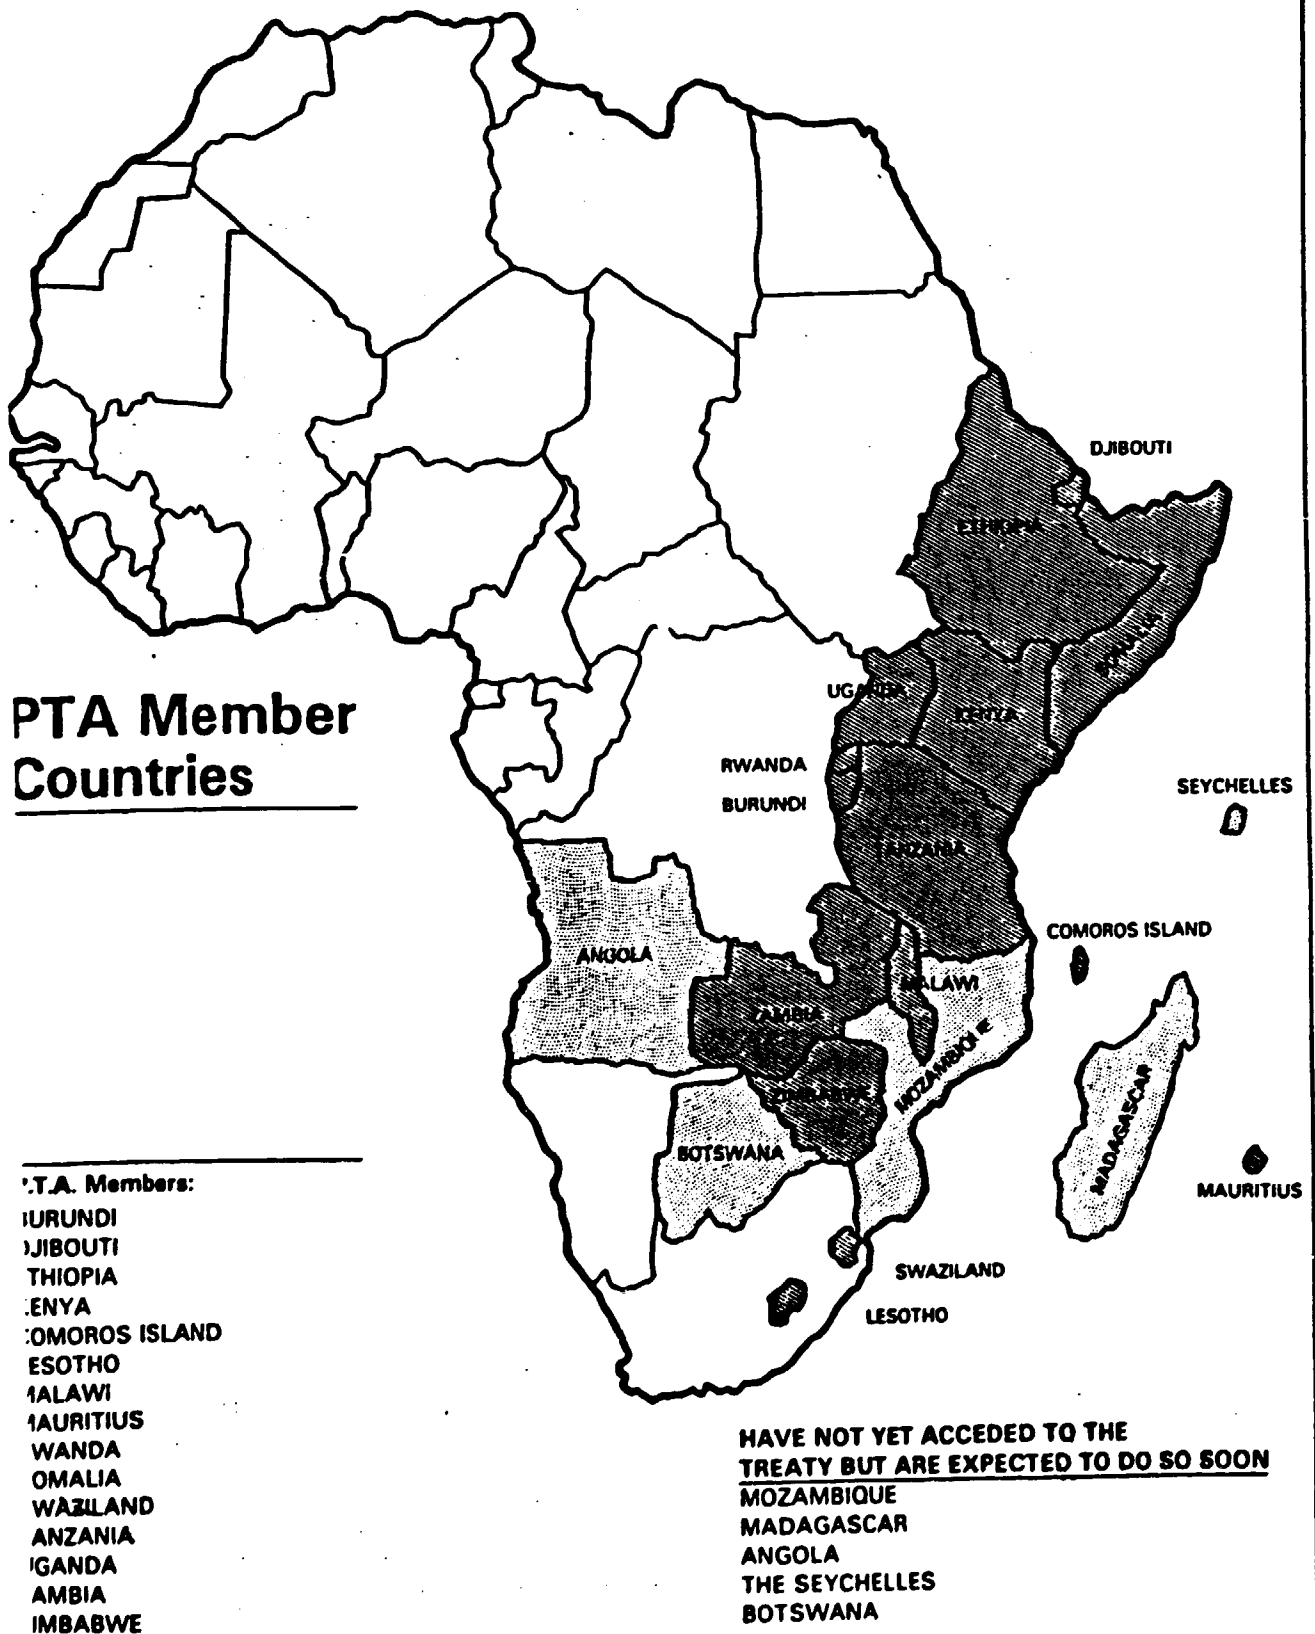 DJIBOUTI
ETHIOPIA
SOMALIA
UGANDA
KENYA
PTA Member
Countries
RWANDA
BURUNDI
SEYCHELLES
TANZANIA
COMOROS ISLAND
ANGOLA
MALAWI
ZAMBIA
MOZAMBIQUE
ZIMBABWE
MADAGASCAR
BOTSWANA
MAURITIUS
SWAZILAND
LESOTHO
.T.A. Members:
URUNDI
JIBOUTI
THIOPIA
ENYA
OMOROS ISLAND
ESOTHO
ALAWI
AURITIUS
WANDA
OMALIA
WAZILAND
ANZANIA
GANDA
AMBIA
IMBABWE
HAVE NOT YET ACCEDED TO THE
TREATY BUT ARE EXPECTED TO DO SO SOON
MOZAMBIQUE
MADAGASCAR
ANGOLA
THE SEYCHELLES
BOTSWANA